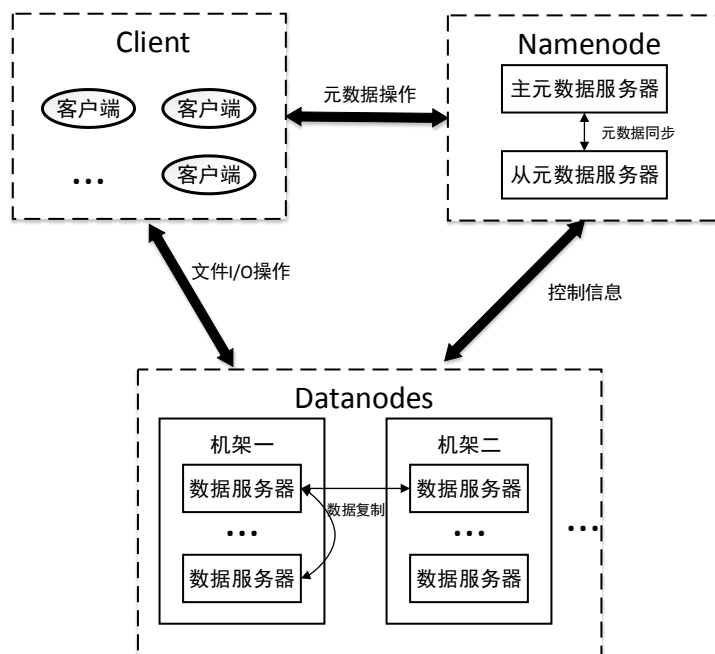 Client
客户端
客户端
...
客户端
元数据操作
Namenode
主元数据服务器
元数据同步
从元数据服务器
文件I/O操作
控制信息
Datanodes
机架一
数据服务器
...
数据服务器
数据复制
机架二
数据服务器
...
数据服务器
...